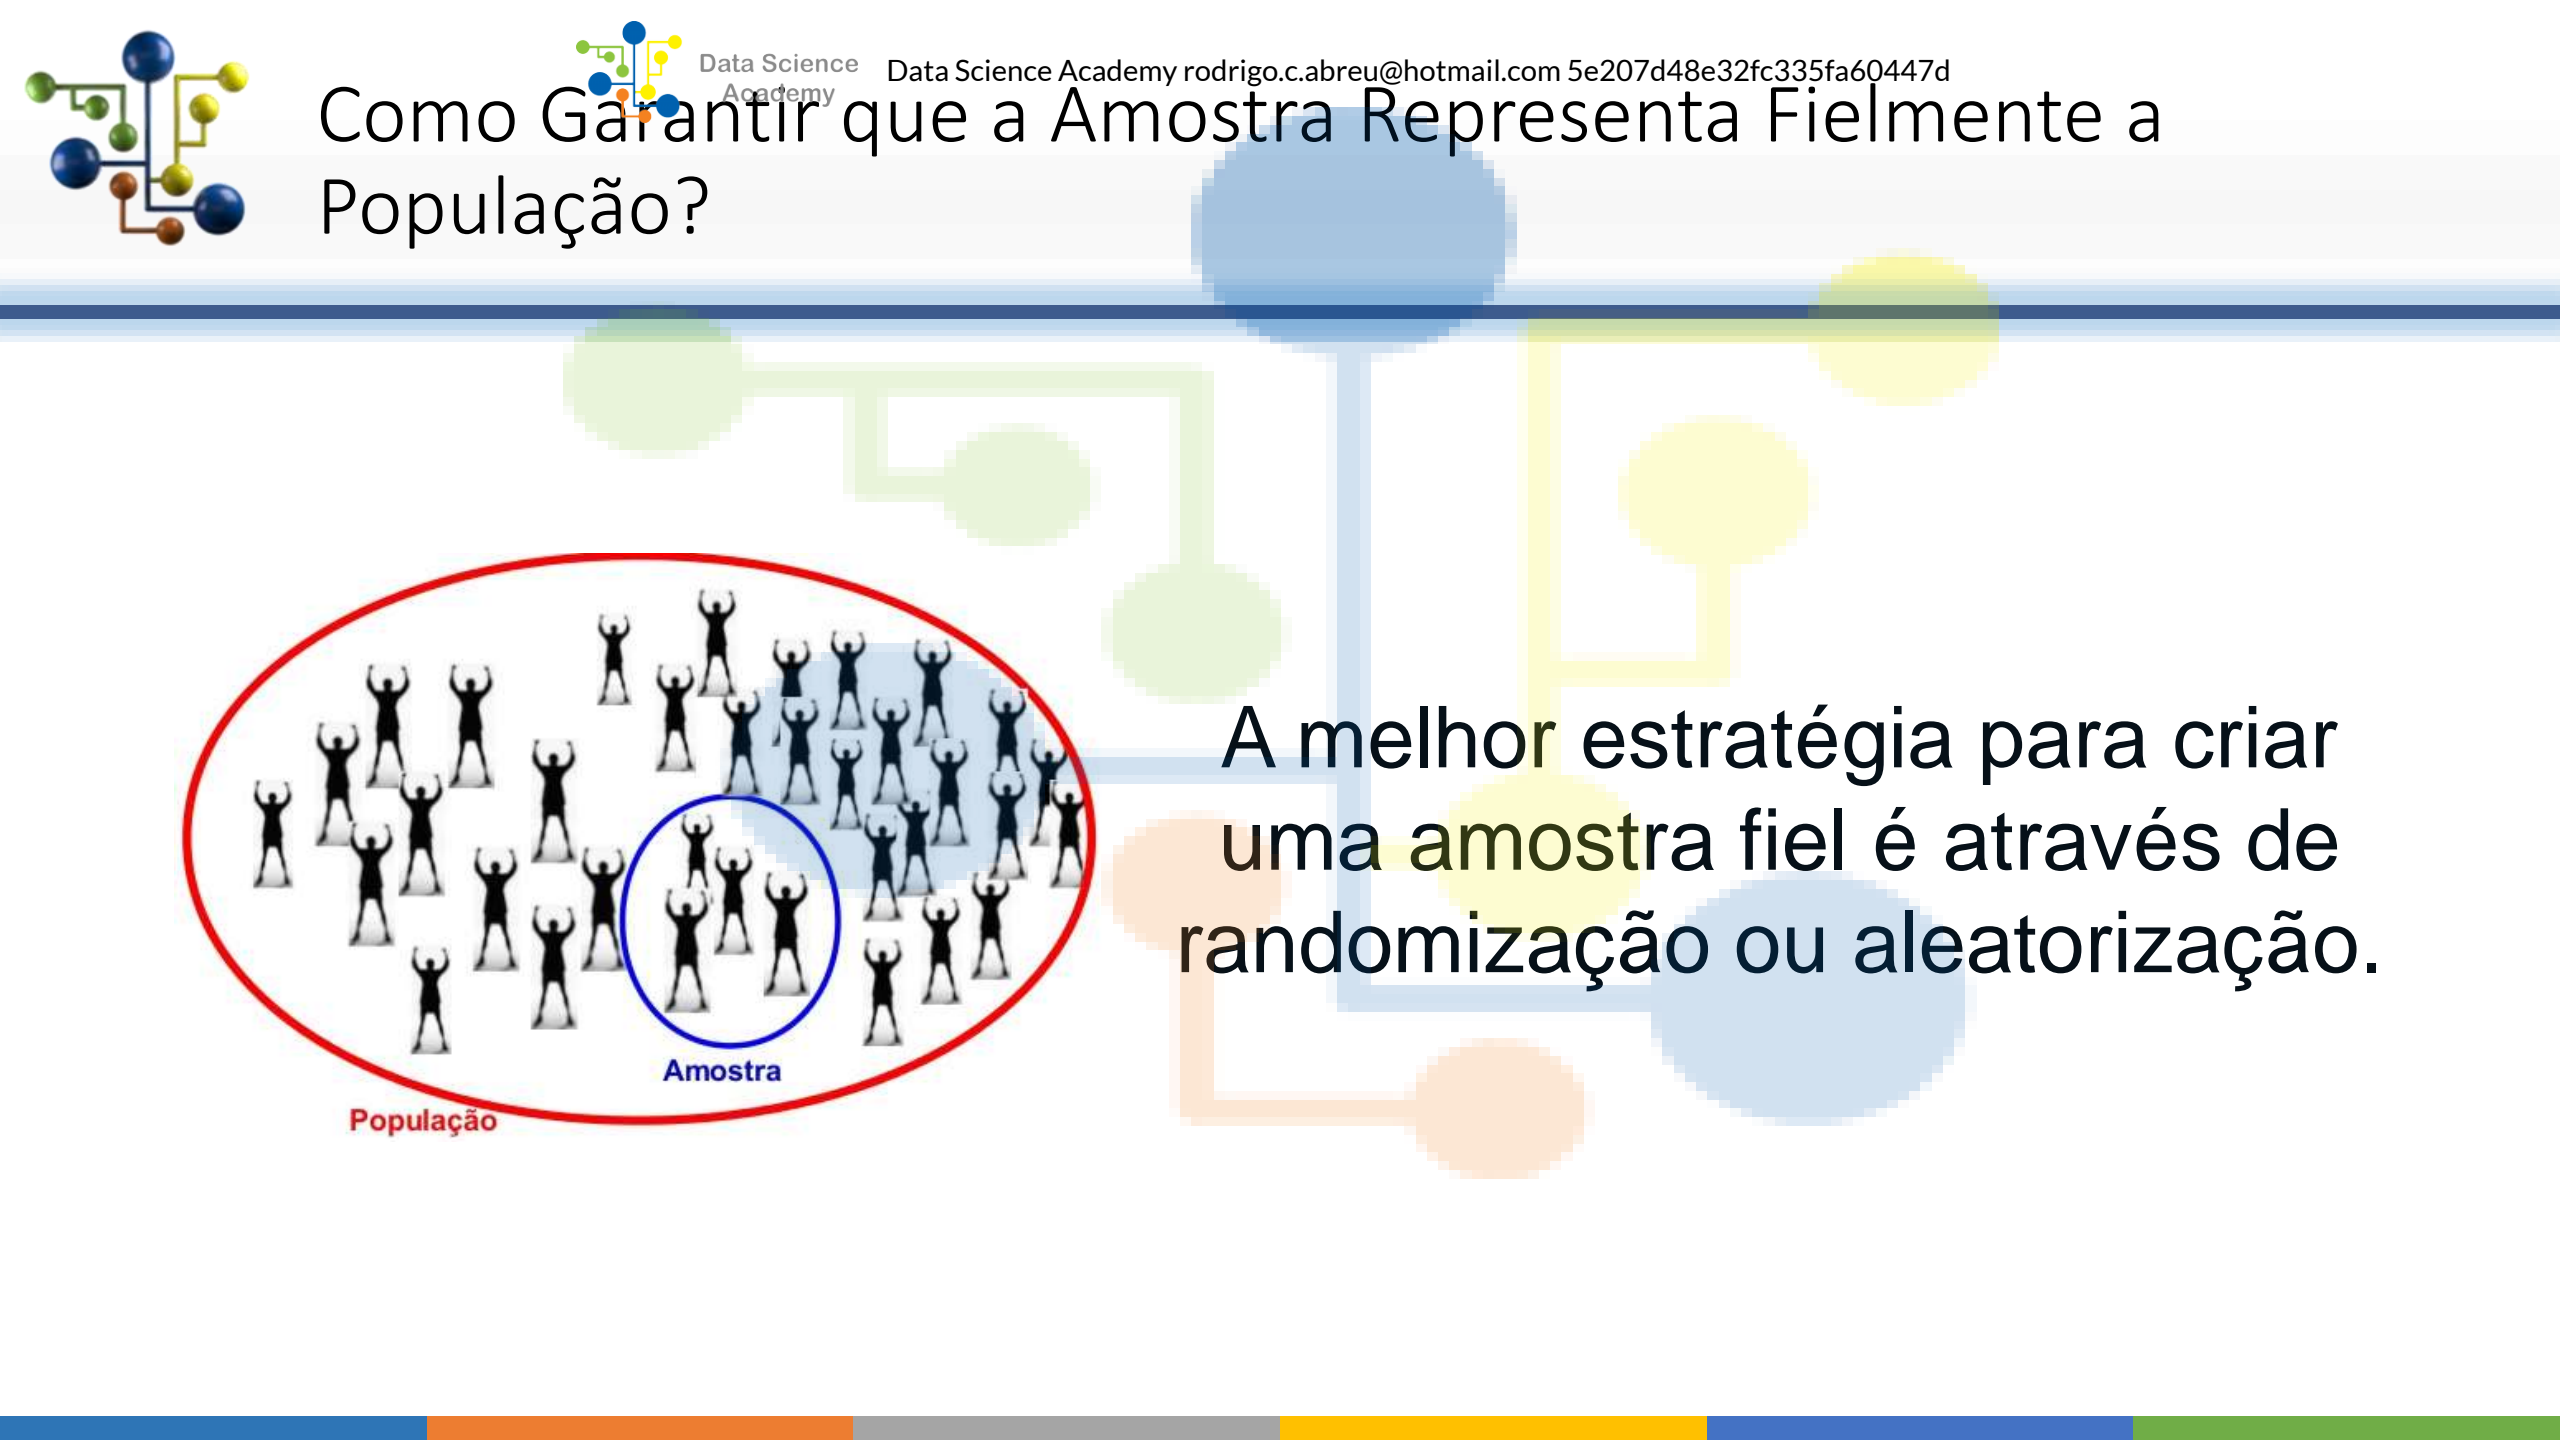 Data Science
Academy
Data Science Academy rodrigo.c.abreu@hotmail.com 5e207d48e32fc335fa60447d
Como Garantir que a Amostra Representa Fielmente a
População?
A melhor estratégia para criar
uma amostra fiel é através de
randomização ou aleatorização.
Amostra
População